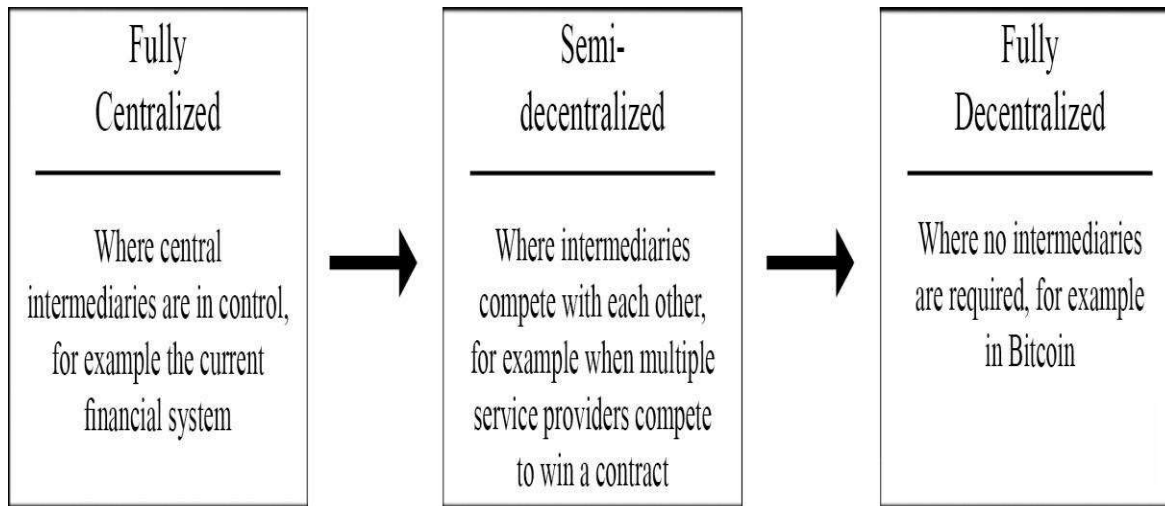 Fully
Centralized
Where central
intermediaries are in control,
for example the current
financial system
Semi-
decentralized
Where intermediaries
compete with each other,
for example when multiple
service providers compete
to win a contract
Fully
Decentralized
Where no intermediaries
are required, for example
in Bitcoin